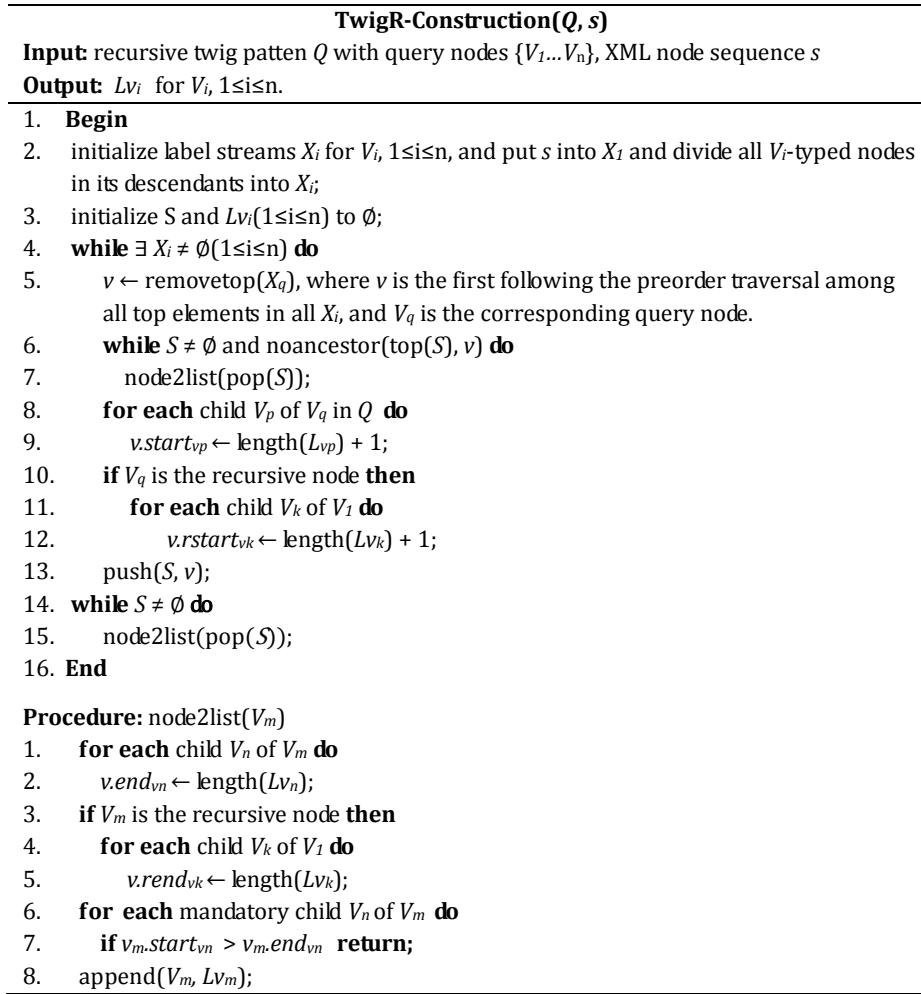 TwigR-Construction(Q, s)
Input: recursive twig patten Q with query nodes {V1...Vn}, XML node sequence s
Output: Lvi for Vi, 1≤i≤n.
1. Begin
2. initialize label streams Xi for Vi, 1≤i≤n, and put s into X1 and divide all Vi-typed nodes
in its descendants into Xi;
3. initialize S and Lvi(1≤i≤n) to ∅;
4. while ∃ Xi ≠ ∅(1≤i≤n) do
5. v ← removetop(Xq), where v is the first following the preorder traversal among
all top elements in all Xi, and Vq is the corresponding query node.
6. while S ≠ ∅ and noancestor(top(S), v) do
7. node2list(pop(S));
8. for each child Vp of Vq in Q do
9. v.startvp ← length(Lvp) + 1;
10. if Vq is the recursive node then
11. for each child Vk of V1 do
12. v.rstartvk ← length(Lvk) + 1;
13. push(S, v);
14. while S ≠ ∅ do
15. node2list(pop(S));
16. End
Procedure: node2list(Vm)
1. for each child Vn of Vm do
2. v.endvn ← length(Lvn);
3. if Vm is the recursive node then
4. for each child Vk of V1 do
5. v.rendvk ← length(Lvk);
6. for each mandatory child Vn of Vm do
7. if vm.startvn > vm.endvn return;
8. append(Vm, Lvm);